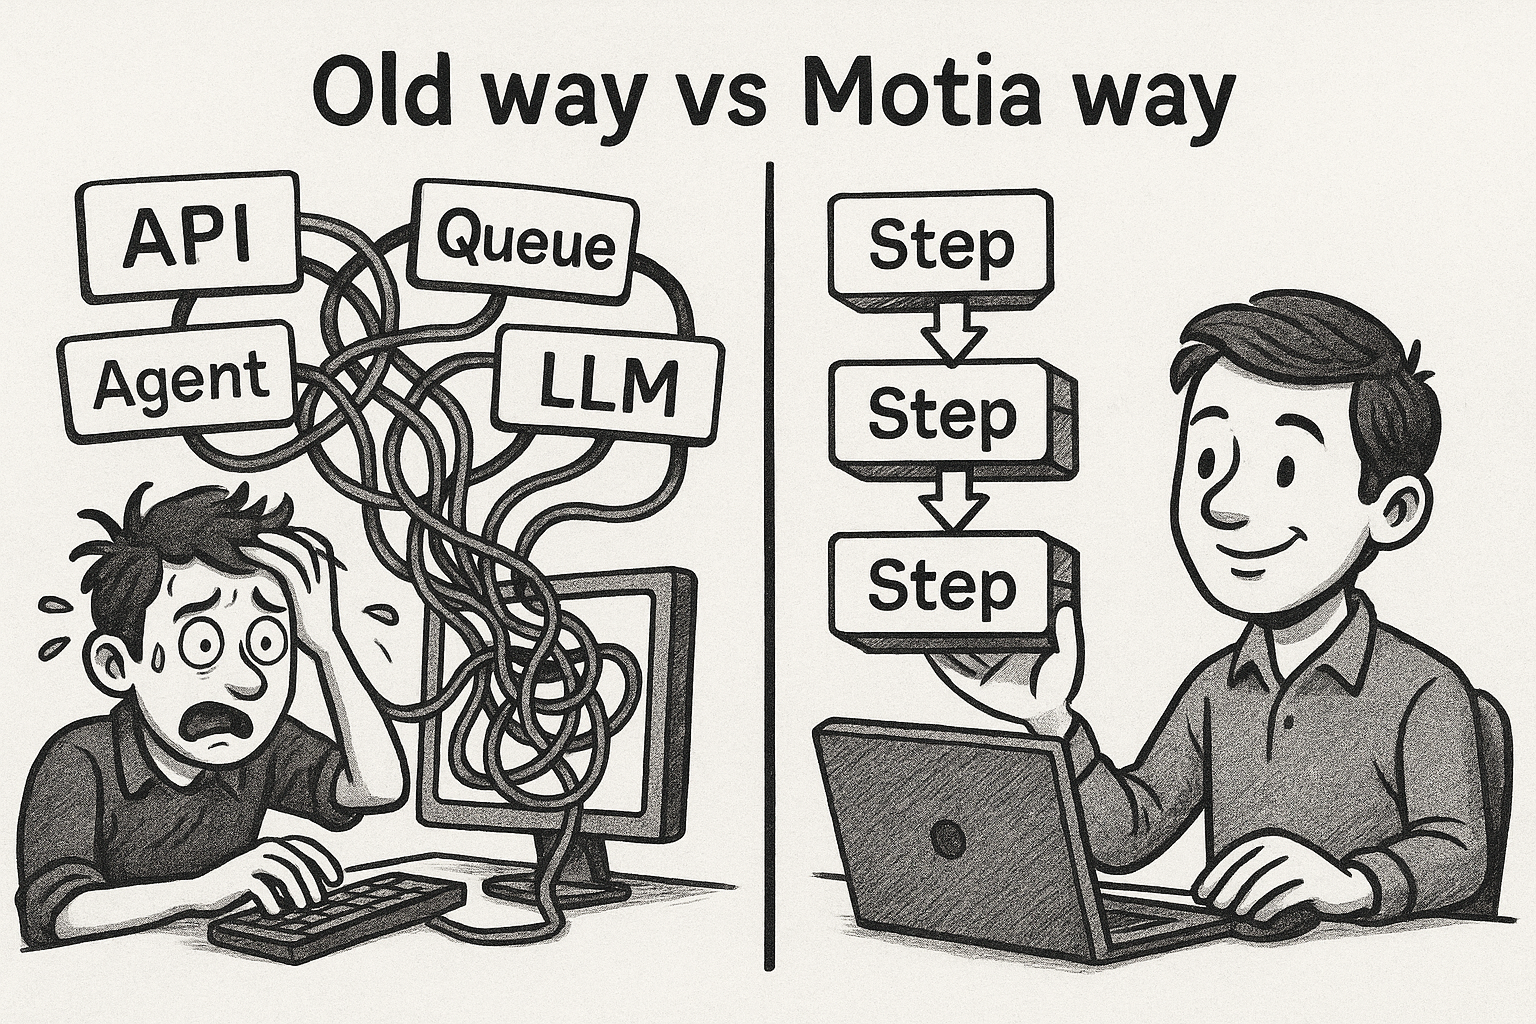 Old way vs Motia way
API
Queue
Agent
LLM
Step
Step
Step